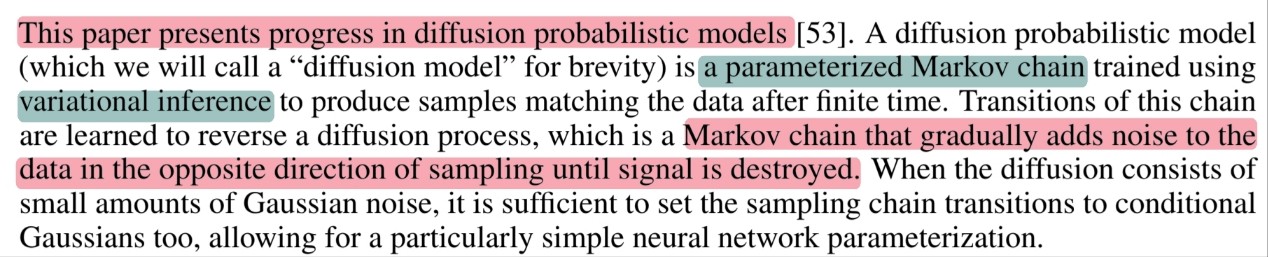 This paper presents progress in diffusion probabilistic models [53]. A diffusion probabilistic model
(which we will call a “diffusion model” for brevity) is a parameterized Markov chain trained using
variational inference to produce samples matching the data after finite time. Transitions of this chain
are learned to reverse a diffusion process, which is a Markov chain that gradually adds noise to the
data in the opposite direction of sampling until signal is destroyed. When the diffusion consists of
small amounts of Gaussian noise, it is sufficient to set the sampling chain transitions to conditional
Gaussians too, allowing for a particularly simple neural network parameterization.